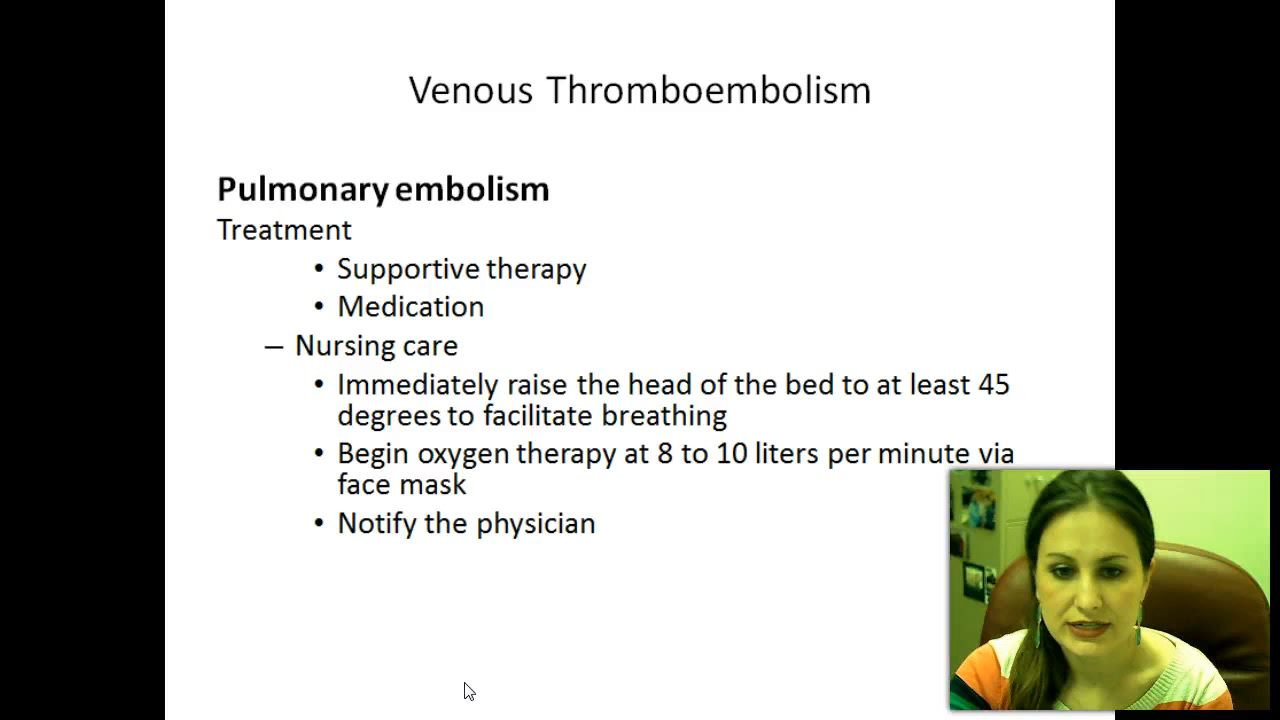 Venous Thromboembolism
Pulmonary embolism
Treatment
• Supportive therapy
• Medication
– Nursing care
• Immediately raise the head of the bed to at least 45
degrees to facilitate breathing
• Begin oxygen therapy at 8 to 10 liters per minute via
face mask
• Notify the physician